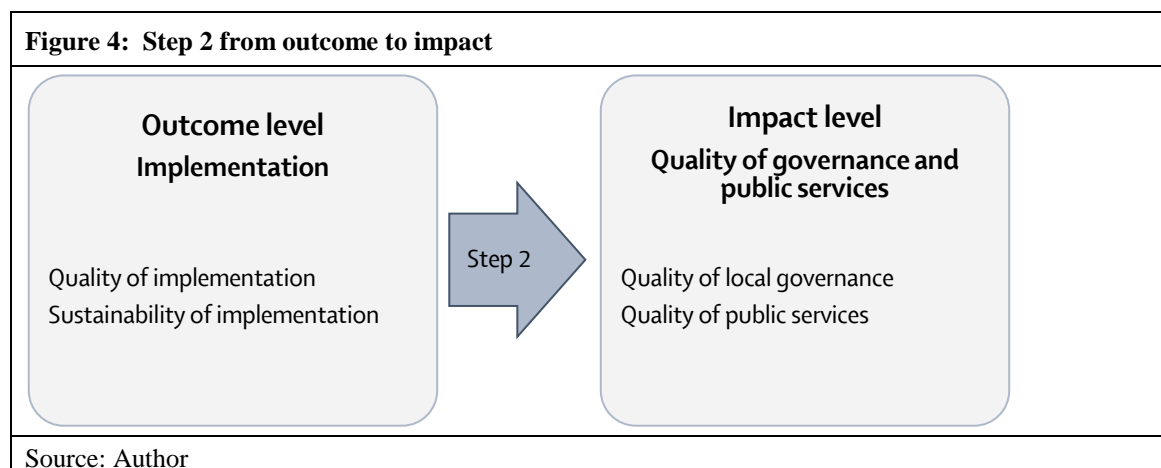 Figure 4: Step 2 from outcome to impact
Outcome level
Implementation
Quality of implementation
Sustainability of implementation
Step 2
Impact level
Quality of governance and
public services
Quality of local governance
Quality of public services
Source: Author